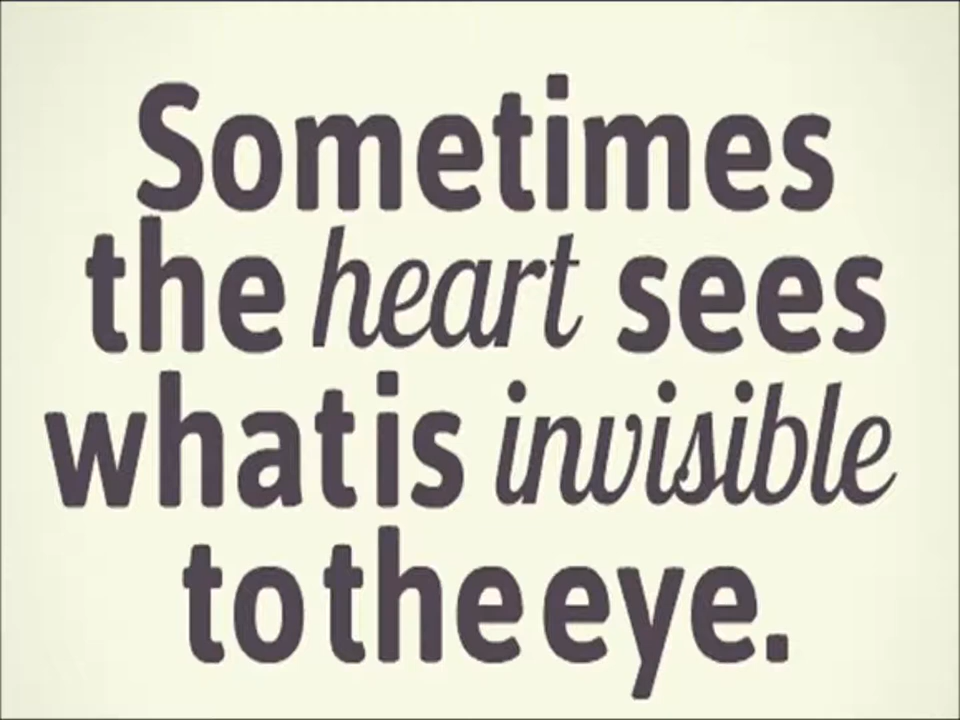 Sometimes
the heart sees
what is invisible
to the eye.